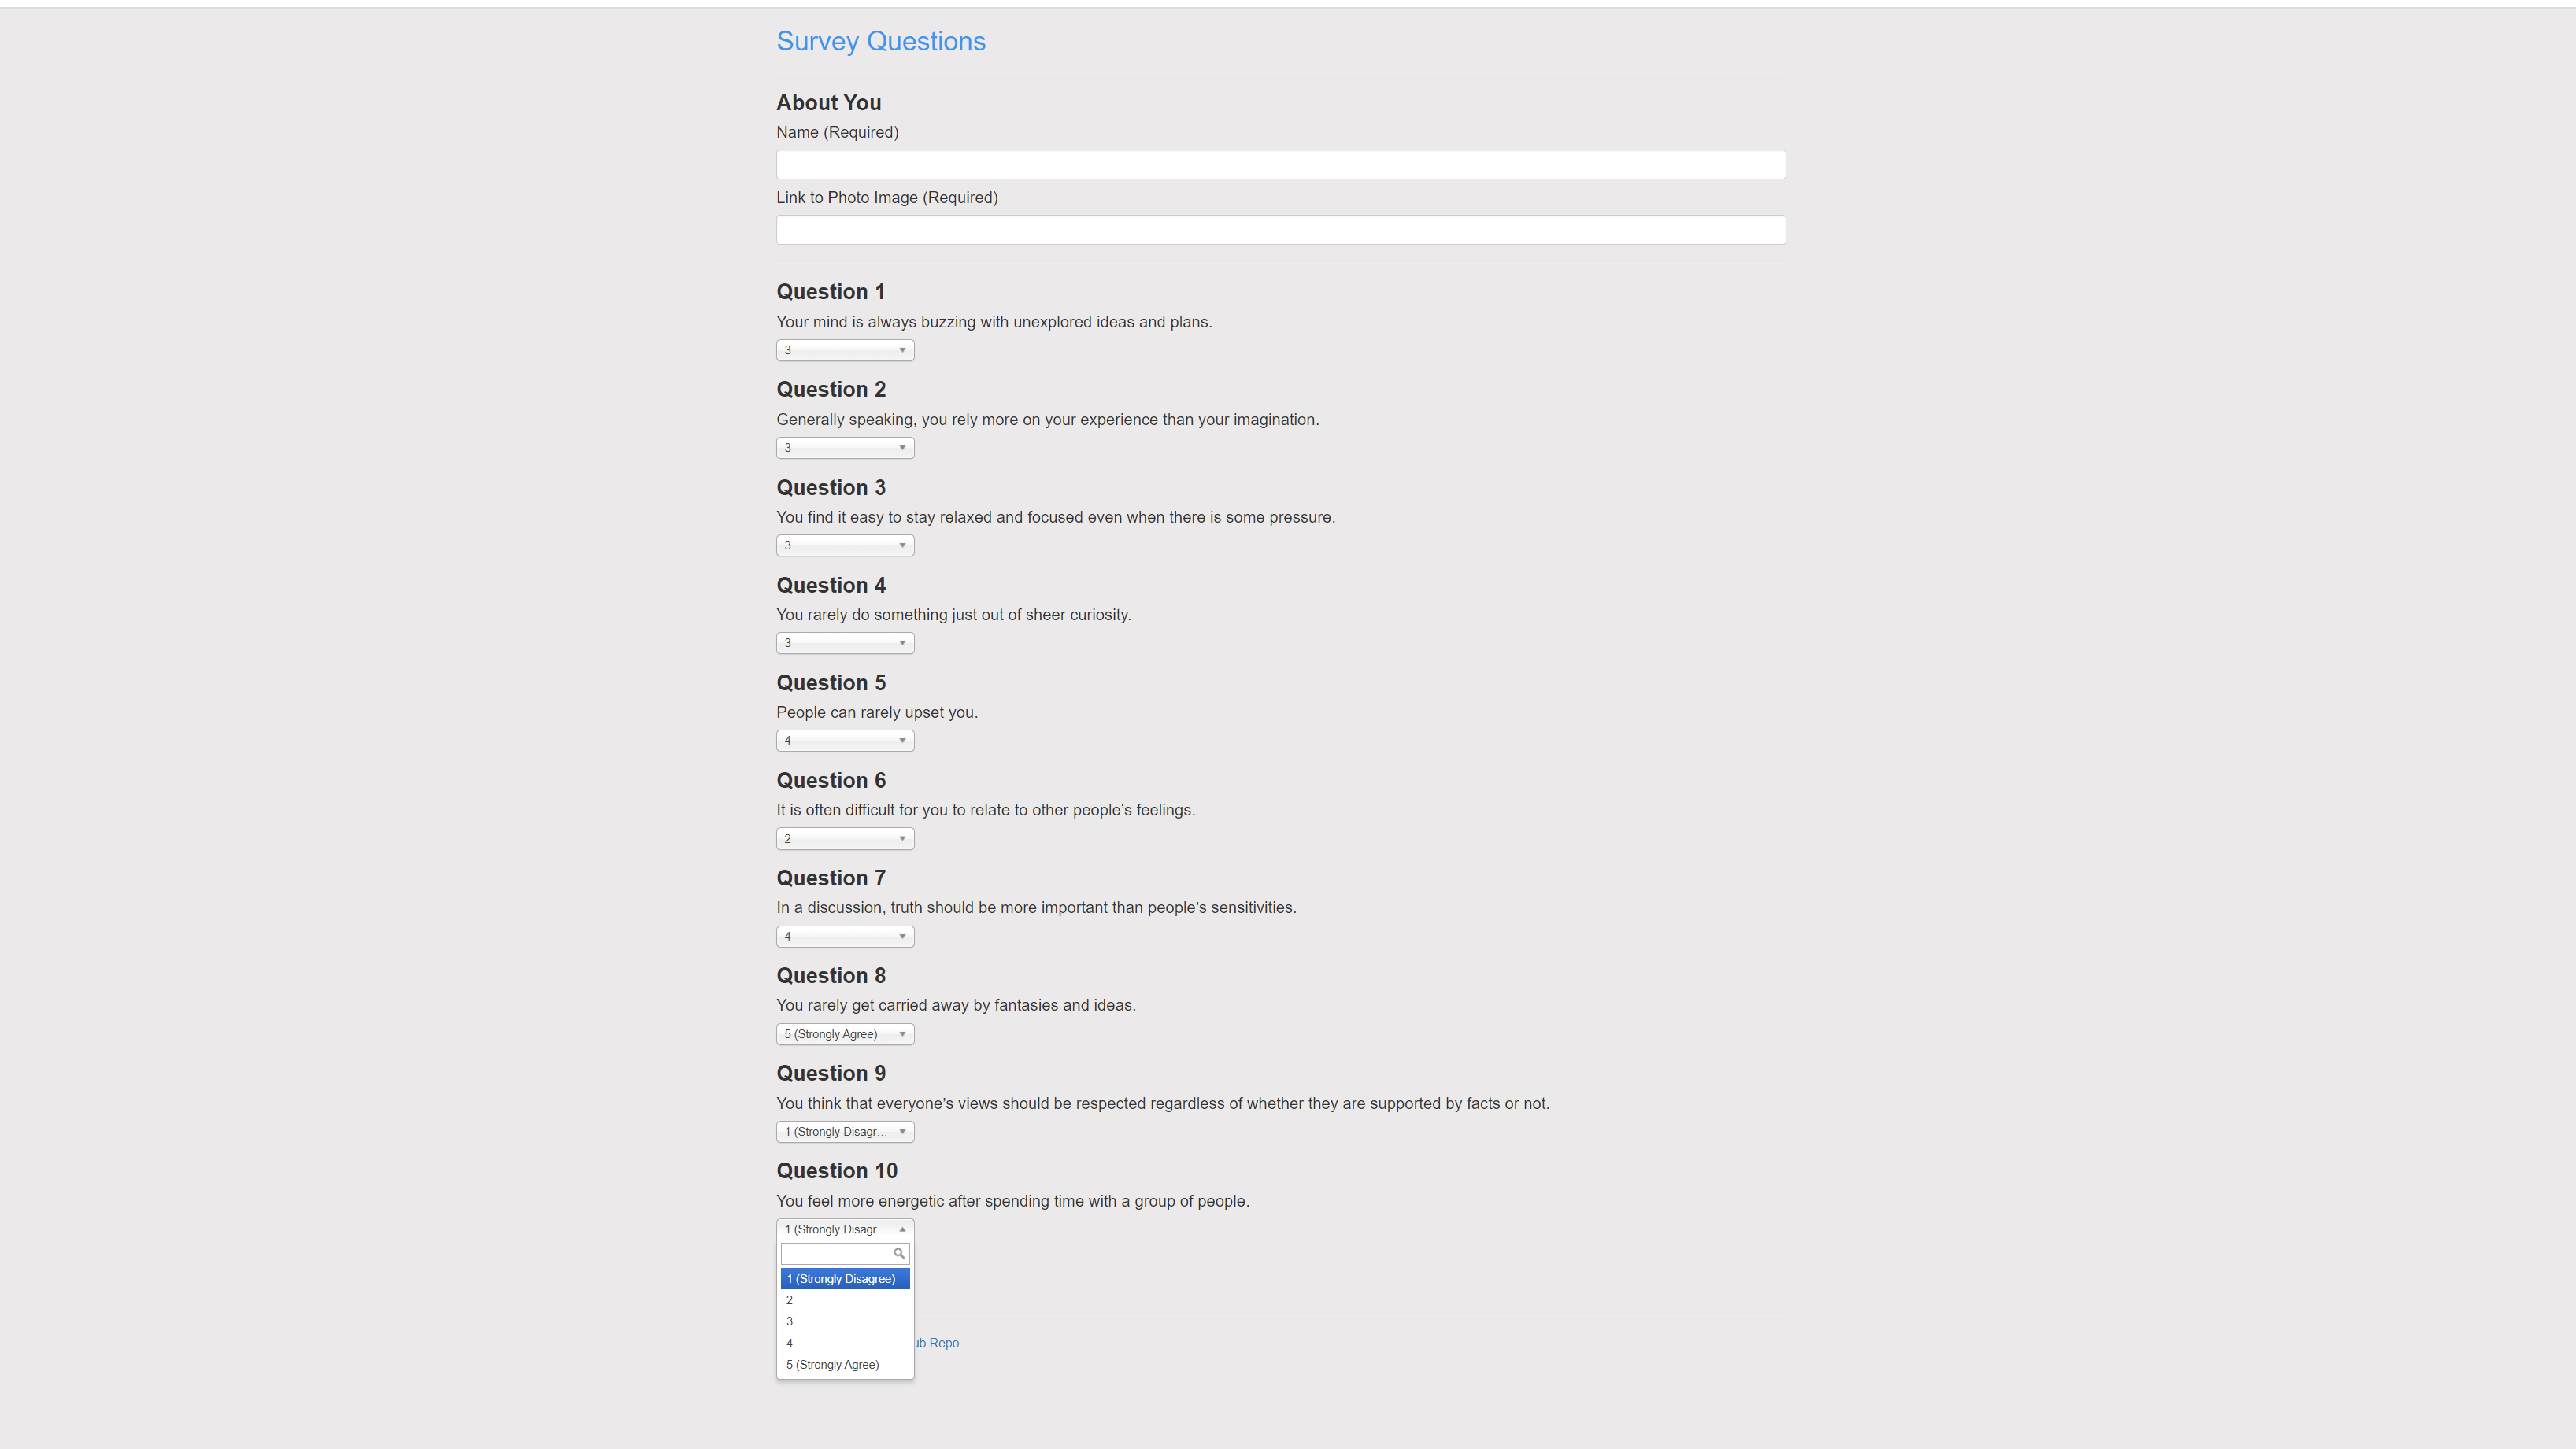 Survey Questions
About You
Name (Required)
Link to Photo Image (Required)
Question 1
Your mind is always buzzing with unexplored ideas and plans.
3
Question 2
Generally speaking, you rely more on your experience than your imagination.
3
Question 3
You find it easy to stay relaxed and focused even when there is some pressure.
3
Question 4
You rarely do something just out of sheer curiosity.
3
Question 5
People can rarely upset you.
4
Question 6
It is often difficult for you to relate to other people’s feelings.
2
Question 7
In a discussion, truth should be more important than people’s sensitivities.
4
Question 8
You rarely get carried away by fantasies and ideas.
5 (Strongly Agree)
Question 9
You think that everyone’s views should be respected regardless of whether they are supported by facts or not.
1 (Strongly Disagr...
Question 10
You feel more energetic after spending time with a group of people.
1 (Strongly Disagr...
1 (Strongly Disagree)
2
3
4
ub Repo
5 (Strongly Agree)